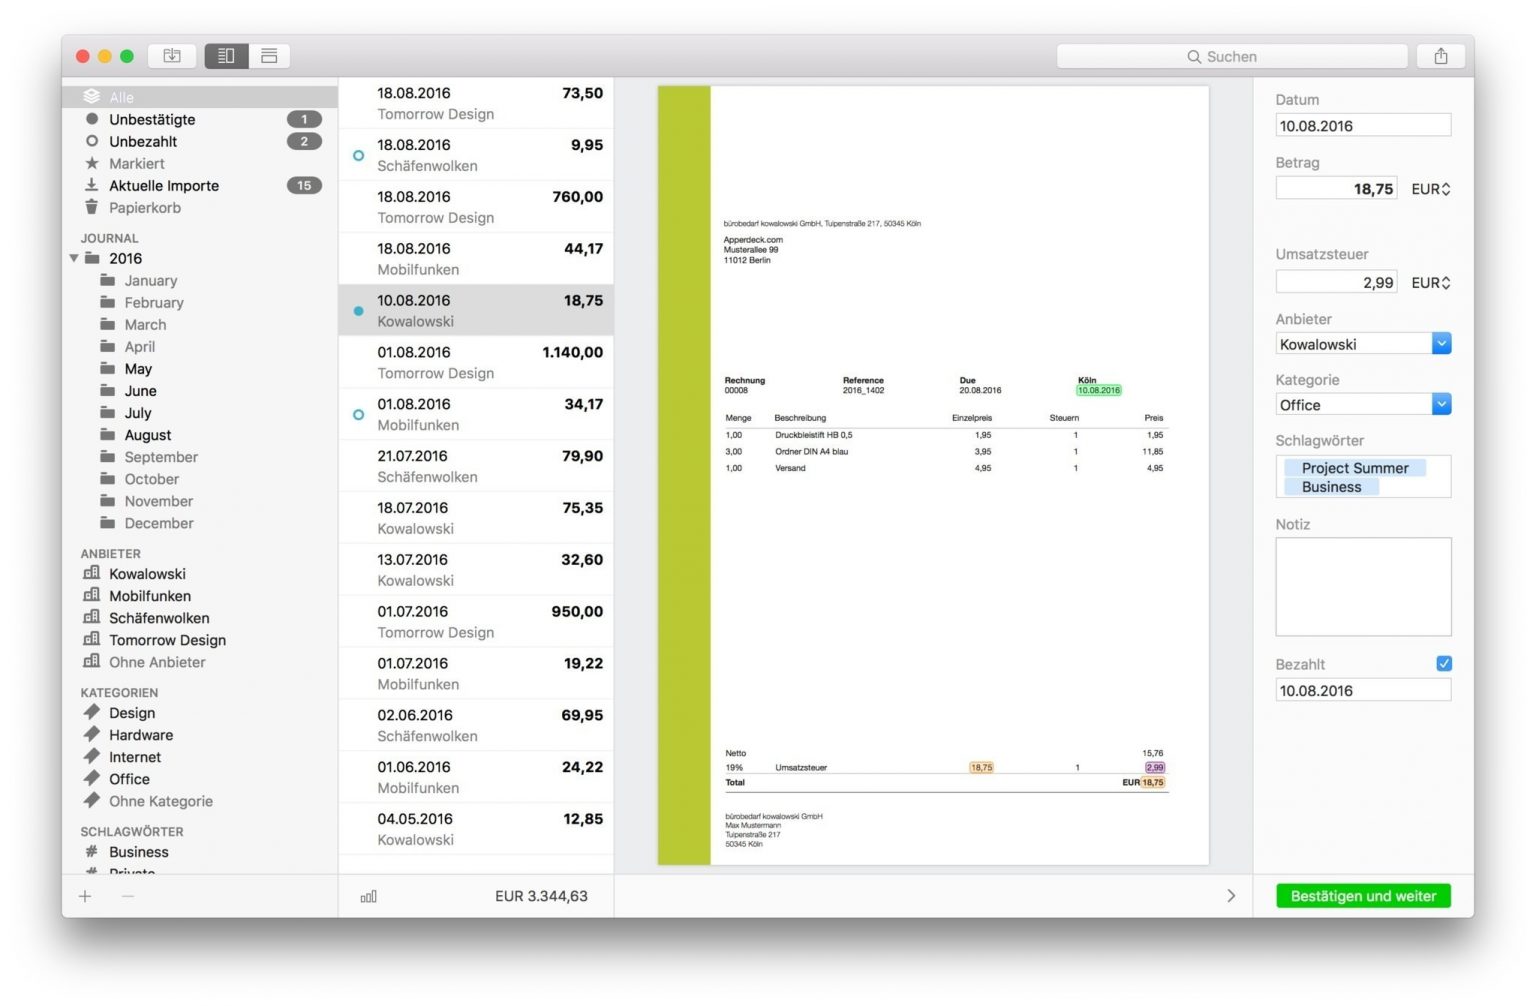 Suchen
Alle
Unbestätigte 1
Unbezahlt 2
Markiert
Aktuelle Importe 15
Papierkorb
JOURNAL
2016
January
February
March
April
May
June
July
August
September
October
November
December
ANBIETER
Kowalowski
Mobilfunken
Schäfenwolken
Tomorrow Design
Ohne Anbieter
KATEGORIEN
Design
Hardware
Internet
Office
Ohne Kategorie
SCHLAGWÖRTER
Business
Private
18.08.2016 73,50
Tomorrow Design
18.08.2016 9,95
Schäfenwolken
18.08.2016 760,00
Tomorrow Design
18.08.2016 44,17
Mobilfunken
10.08.2016 18,75
Kowalowski
01.08.2016 1.140,00
Tomorrow Design
01.08.2016 34,17
Mobilfunken
21.07.2016 79,90
Schäfenwolken
18.07.2016 75,35
Kowalowski
13.07.2016 32,60
Kowalowski
01.07.2016 950,00
Tomorrow Design
01.07.2016 19,22
Mobilfunken
02.06.2016 69,95
Schäfenwolken
01.06.2016 24,22
Mobilfunken
04.05.2016 12,85
Kowalowski
EUR 3.344,63
bürobedarf kowalowski GmbH, Tulpenstraße 217, 50345 Köln
Apperdeck.com
Musterallee 99
11012 Berlin
Rechnung Reference Due Köln
00008 2016_1402 20.08.2016 10.08.2016
Menge Beschreibung Einzelpreis Steuern Preis
1,00 Druckbleistift HB 0,5 1,95 1 1,95
3,00 Ordner DIN A4 blau 3,95 1 11,85
1,00 Versand 4,95 1 4,95
Netto 15,76
19% Umsatzsteuer 18,75 1 2,99
Total EUR 18,75
bürobedarf kowalowski GmbH
Max Mustermann
Tulpenstraße 217
50345 Köln
Datum
10.08.2016
Betrag
18,75 EUR
Umsatzsteuer
2,99 EUR
Anbieter
Kowalowski
Kategorie
Office
Schlagwörter
Project Summer
Business
Notiz
Bezahlt
10.08.2016
Bestätigen und weiter